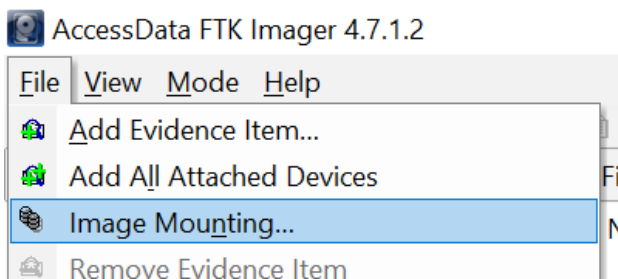 AccessData FTK Imager 4.7.1.2
File View Mode Help
Add Evidence Item...
Add All Attached Devices
Image Mounting...
Remove Evidence Item